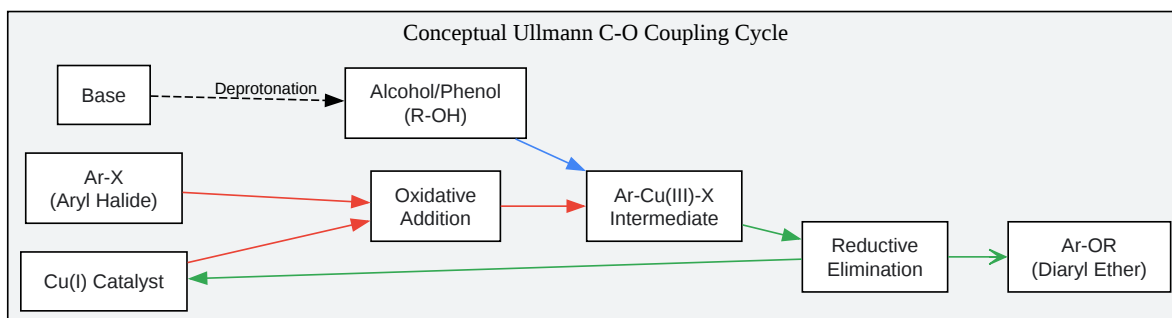 Conceptual Ullmann C-O Coupling Cycle
Base
Deprotonation
Alcohol/Phenol
(R-OH)
Ar-X
(Aryl Halide)
Oxidative
Addition
Ar-Cu(III)-X
Intermediate
Cu(I) Catalyst
Reductive
Elimination
Ar-OR
(Diaryl Ether)